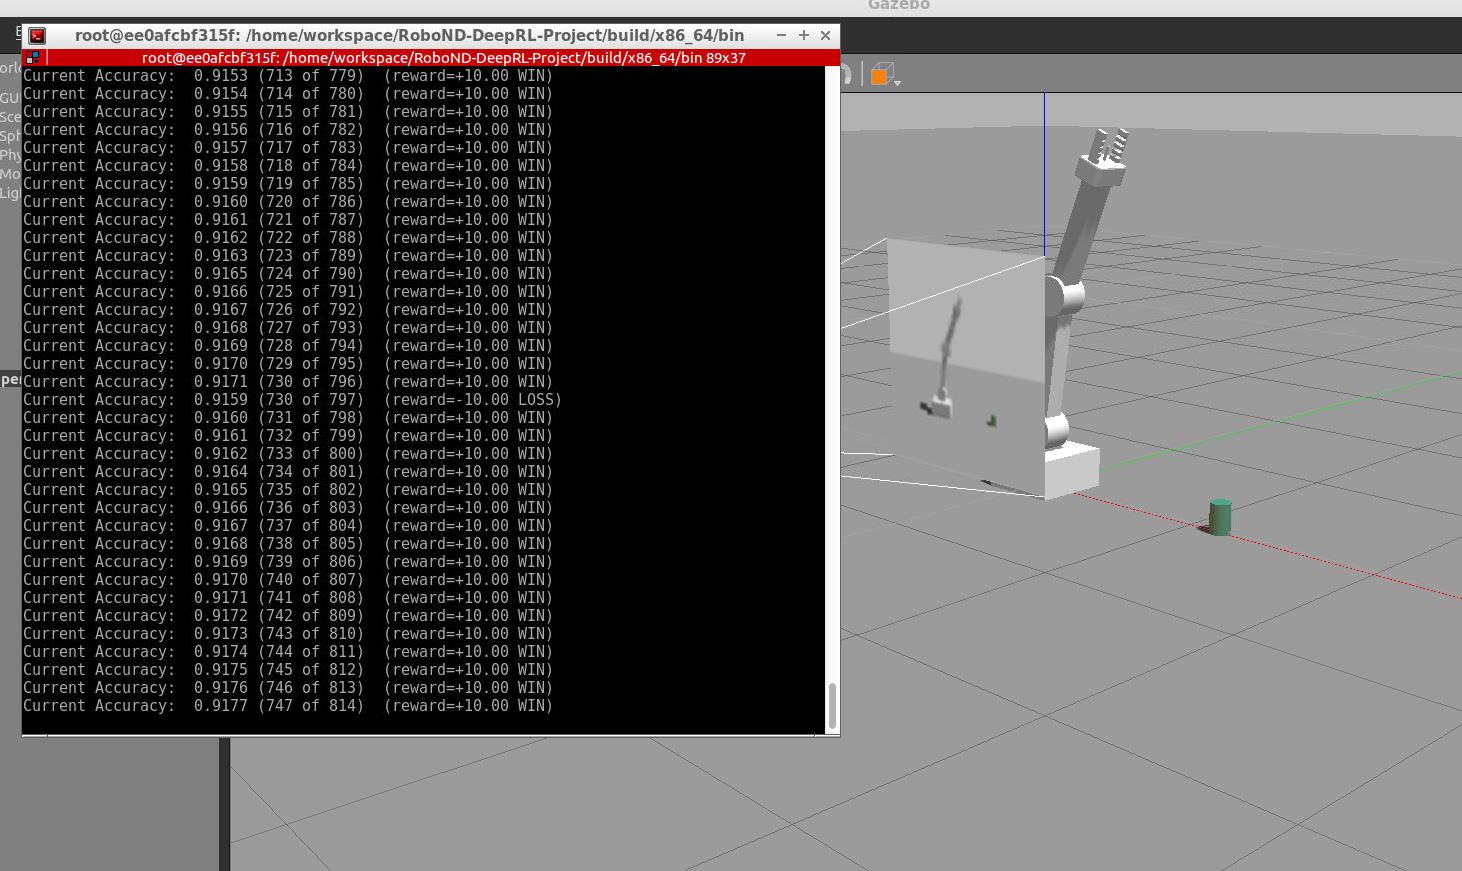 Gazebo
root@ee0afcbf315f: /home/workspace/RoboND-DeepRL-Project/build/x86_64/bin
root@ee0afcbf315f: /home/workspace/RoboND-DeepRL-Project/build/x86_64/bin 89x37
Current Accuracy:  0.9153 (713 of 779)  (reward=+10.00 WIN)
Current Accuracy:  0.9154 (714 of 780)  (reward=+10.00 WIN)
Current Accuracy:  0.9155 (715 of 781)  (reward=+10.00 WIN)
Current Accuracy:  0.9156 (716 of 782)  (reward=+10.00 WIN)
Current Accuracy:  0.9157 (717 of 783)  (reward=+10.00 WIN)
Current Accuracy:  0.9158 (718 of 784)  (reward=+10.00 WIN)
Current Accuracy:  0.9159 (719 of 785)  (reward=+10.00 WIN)
Current Accuracy:  0.9160 (720 of 786)  (reward=+10.00 WIN)
Current Accuracy:  0.9161 (721 of 787)  (reward=+10.00 WIN)
Current Accuracy:  0.9162 (722 of 788)  (reward=+10.00 WIN)
Current Accuracy:  0.9163 (723 of 789)  (reward=+10.00 WIN)
Current Accuracy:  0.9165 (724 of 790)  (reward=+10.00 WIN)
Current Accuracy:  0.9166 (725 of 791)  (reward=+10.00 WIN)
Current Accuracy:  0.9167 (726 of 792)  (reward=+10.00 WIN)
Current Accuracy:  0.9168 (727 of 793)  (reward=+10.00 WIN)
Current Accuracy:  0.9169 (728 of 794)  (reward=+10.00 WIN)
Current Accuracy:  0.9170 (729 of 795)  (reward=+10.00 WIN)
Current Accuracy:  0.9171 (730 of 796)  (reward=+10.00 WIN)
Current Accuracy:  0.9159 (730 of 797)  (reward=-10.00 LOSS)
Current Accuracy:  0.9160 (731 of 798)  (reward=+10.00 WIN)
Current Accuracy:  0.9161 (732 of 799)  (reward=+10.00 WIN)
Current Accuracy:  0.9162 (733 of 800)  (reward=+10.00 WIN)
Current Accuracy:  0.9164 (734 of 801)  (reward=+10.00 WIN)
Current Accuracy:  0.9165 (735 of 802)  (reward=+10.00 WIN)
Current Accuracy:  0.9166 (736 of 803)  (reward=+10.00 WIN)
Current Accuracy:  0.9167 (737 of 804)  (reward=+10.00 WIN)
Current Accuracy:  0.9168 (738 of 805)  (reward=+10.00 WIN)
Current Accuracy:  0.9169 (739 of 806)  (reward=+10.00 WIN)
Current Accuracy:  0.9170 (740 of 807)  (reward=+10.00 WIN)
Current Accuracy:  0.9171 (741 of 808)  (reward=+10.00 WIN)
Current Accuracy:  0.9172 (742 of 809)  (reward=+10.00 WIN)
Current Accuracy:  0.9173 (743 of 810)  (reward=+10.00 WIN)
Current Accuracy:  0.9174 (744 of 811)  (reward=+10.00 WIN)
Current Accuracy:  0.9175 (745 of 812)  (reward=+10.00 WIN)
Current Accuracy:  0.9176 (746 of 813)  (reward=+10.00 WIN)
Current Accuracy:  0.9177 (747 of 814)  (reward=+10.00 WIN)